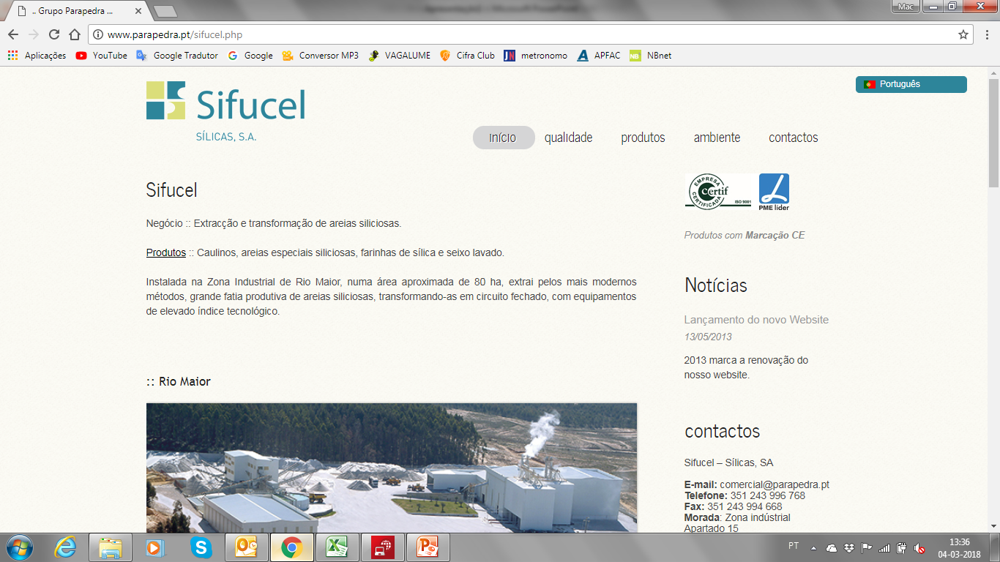 .. Grupo Parapedra ...
Mac
www.parapedra.pt/sifucel.php
Aplicações
YouTube
Google Tradutor
Google
Conversor MP3
VAGALUME
Cifra Club
JN
metronomo
APFAC
NB
NBnet
Português
Sifucel
SÍLICAS, S.A.
Início
qualidade
produtos
ambiente
contactos
Sifucel
Negócio :: Extracção e transformação de areias siliciosas.
Produtos :: Caulinos, areias especiais siliciosas, farinhas de sílica e seixo lavado.
Instalada na Zona Industrial de Rio Maior, numa área aproximada de 80 ha, extrai pelos mais modernos
métodos, grande fatia produtiva de areias siliciosas, transformando-as em circuito fechado, com equipamentos
de elevado índice tecnológico.
:: Rio Maior
EMPRESA
Certif
CERTIFICADA
ISO 9001
PME líder
Produtos com Marcação CE
Notícias
Lançamento do novo Website
13/05/2013
2013 marca a renovação do
nosso website.
contactos
Sifucel – Sílicas, SA
E-mail: comercial@parapedra.pt
Telefone: 351 243 996 768
Fax: 351 243 994 668
Morada: Zona indústrial
Apartado 15
PT
13:36
04-03-2018